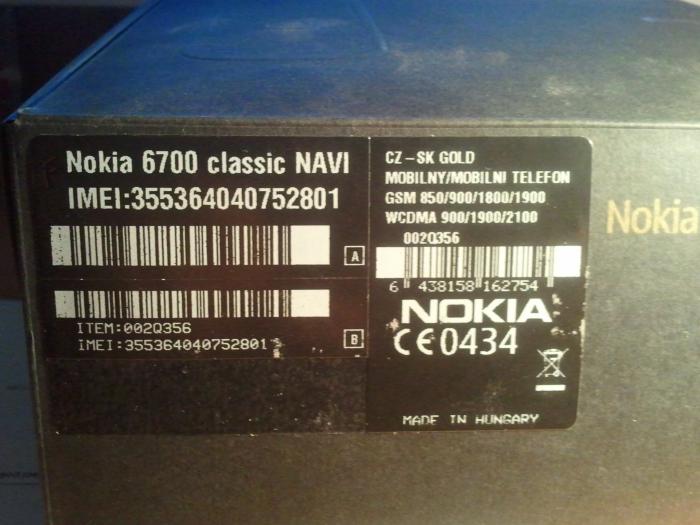 Nokia 6700 classic NAVI
IMEI:355364040752801
A
ITEM:002Q356
IMEI:355364040752801
B
CZ-SK GOLD
MOBILNY/MOBILNI TELEFON
GSM 850/900/1800/1900
WCDMA 900/1900/2100
002Q356
6 438158 162754
NOKIA
CE0434
MADE IN HUNGARY
Nokia